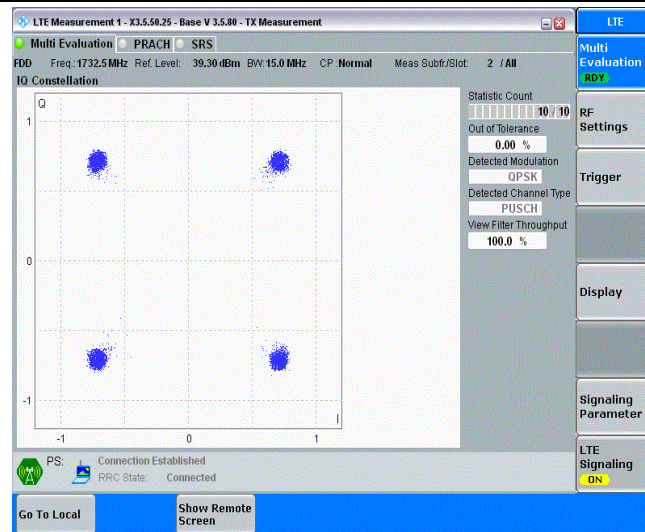 LTE Measurement 1 - X3.5.50.25 - Base V 3.5.80 - TX Measurement
LTE
Multi Evaluation PRACH SRS
Multi
Evaluation
RDY
FDD Freq.: 1732.5 MHz Ref. Level: 39.30 dBm BW: 15.0 MHz CP : Normal Meas Subfr/Slot: 2 / All
IQ Constellation
Q
1
0
-1
-1 0 1
I
Statistic Count
10 / 10
Out of Tolerance
0.00 %
Detected Modulation
QPSK
Detected Channel Type
PUSCH
View Filter Throughput
100.0 %
RF
Settings
Trigger
Display
Signaling
Parameter
LTE
Signaling
ON
PS: Connection Established
RRC State: Connected
Go To Local
Show Remote
Screen